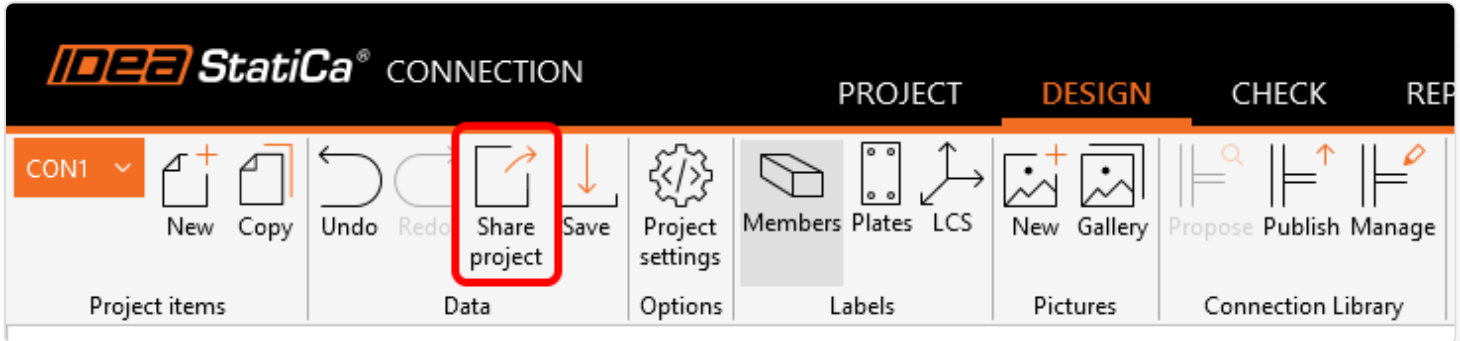 IDEA StatiCa® CONNECTION
PROJECT DESIGN CHECK REP
CON1
New Copy Undo Redo Share project Save Project settings Members Plates LCS New Gallery Propose Publish Manage
Project items Data Options Labels Pictures Connection Library